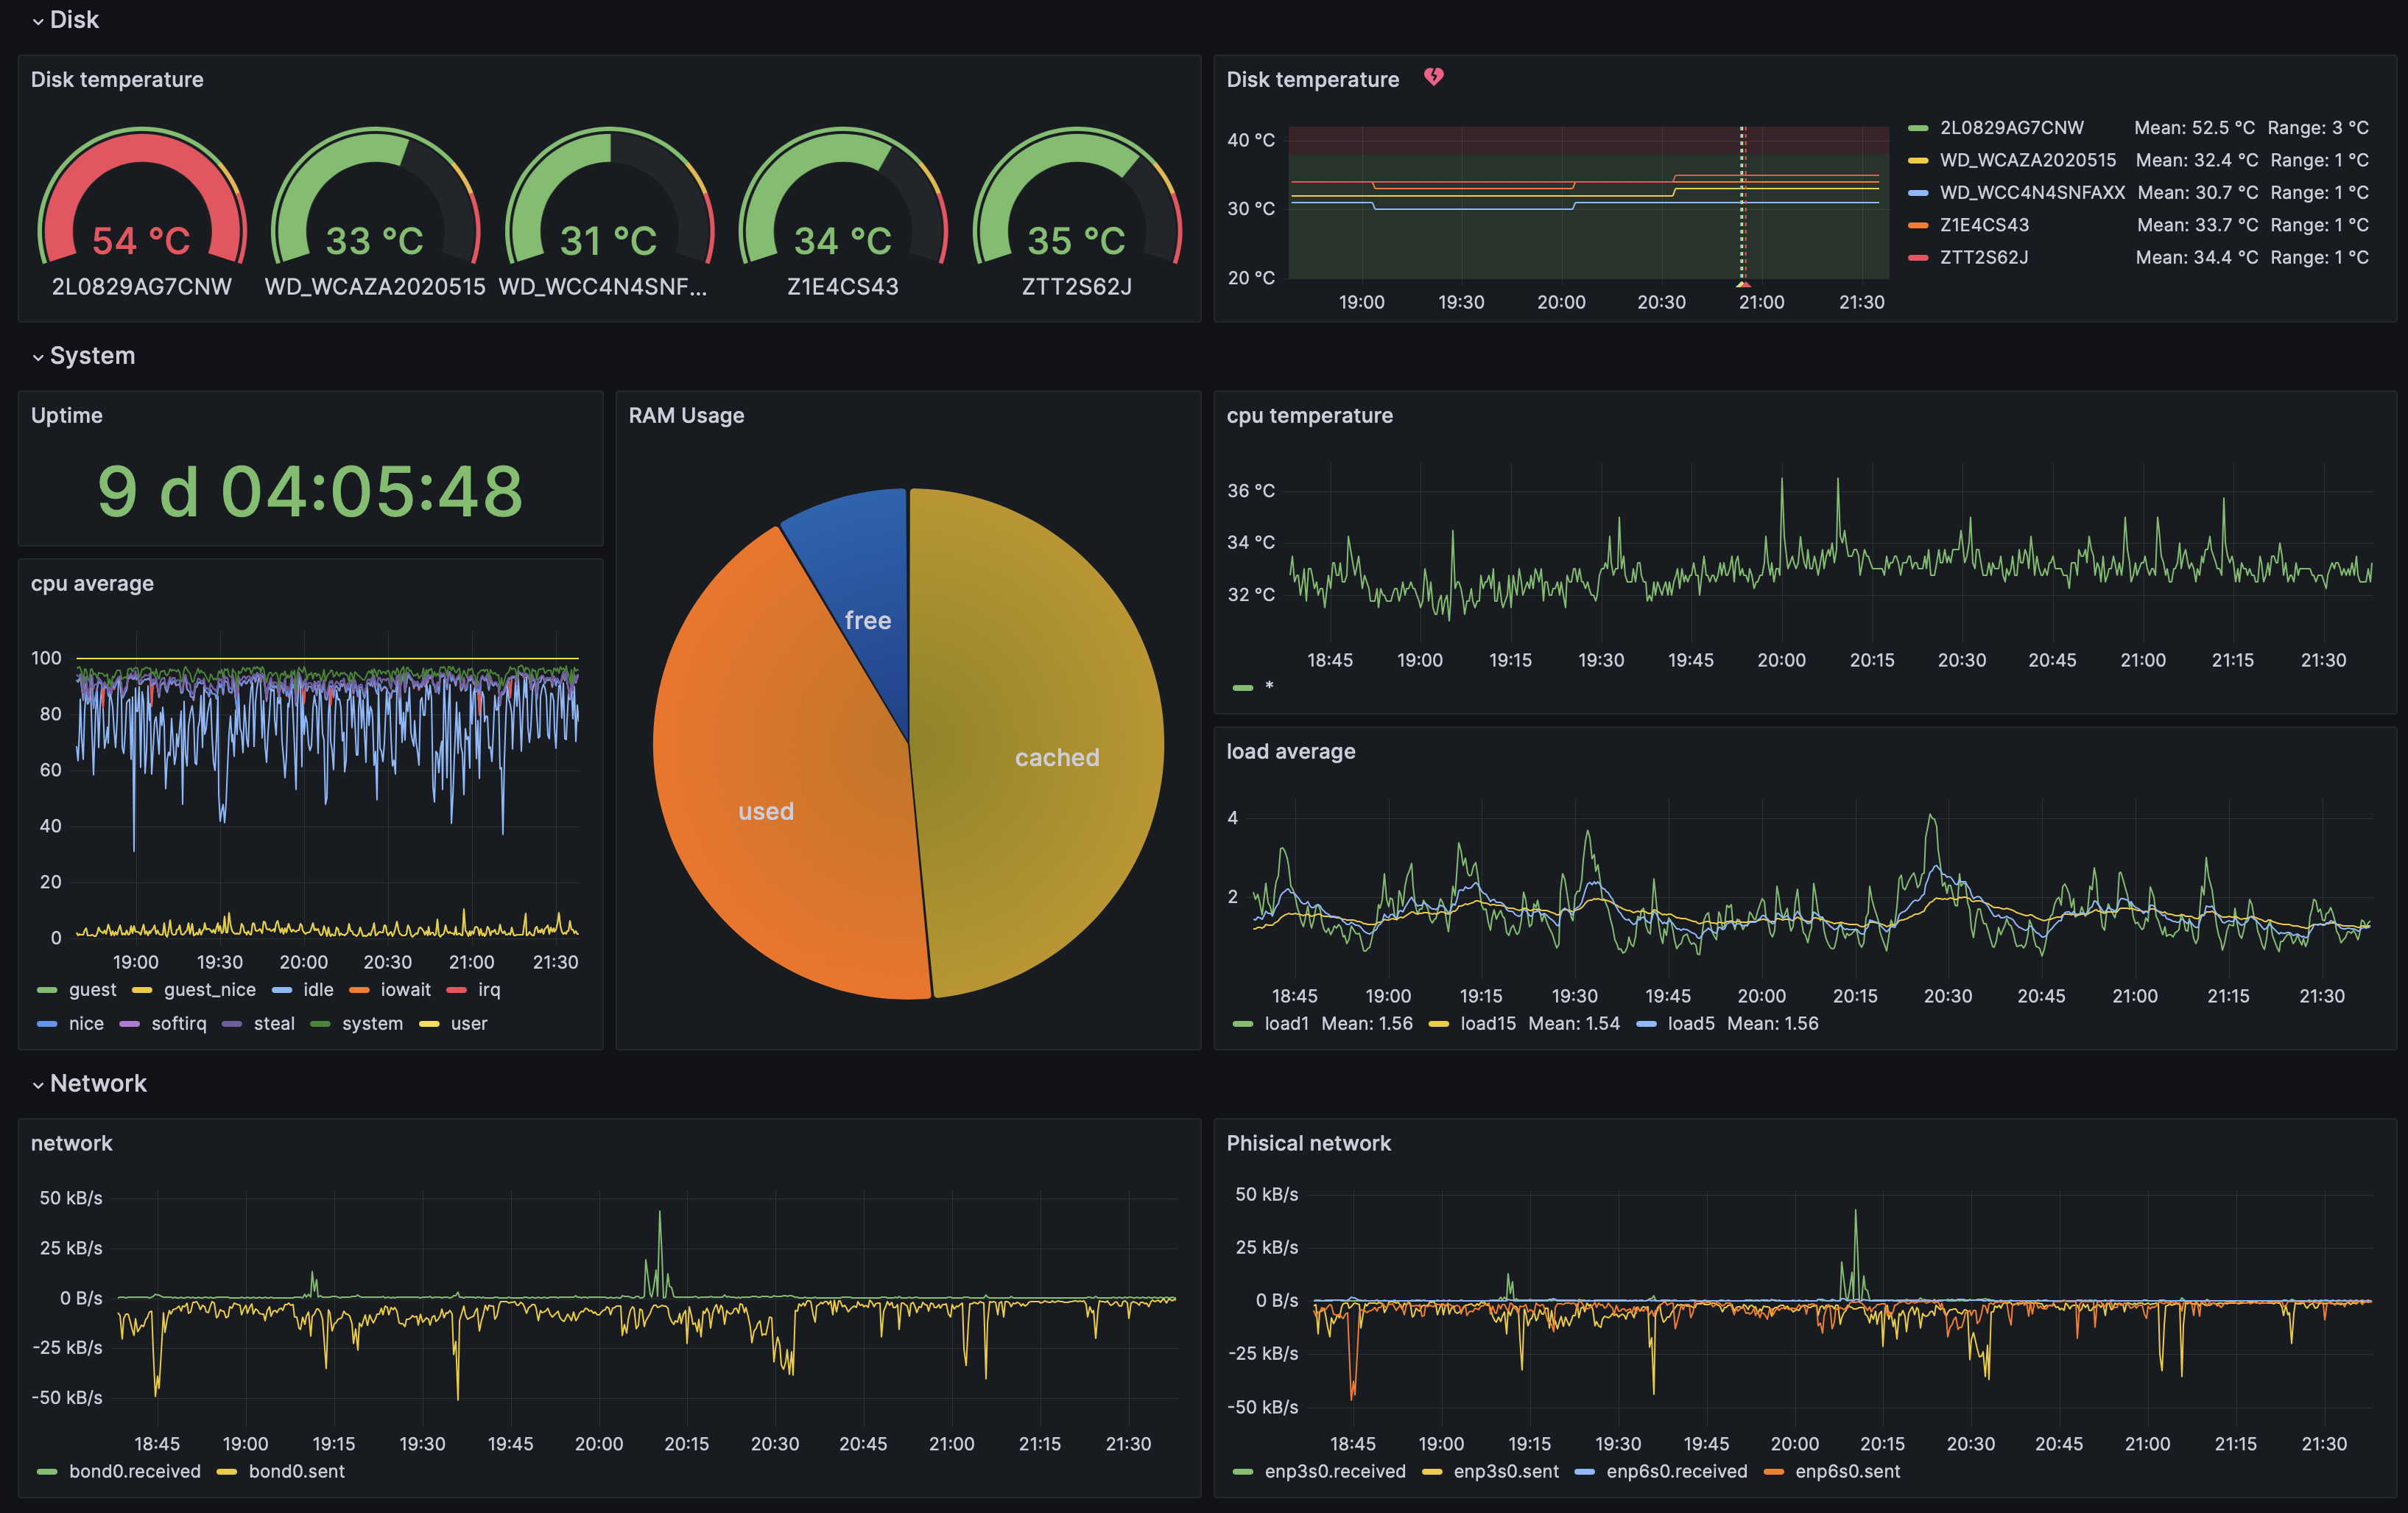 Disk
Disk temperature
54 °C
33 °C
31 °C
34 °C
35 °C
2L0829AG7CNW
WD_WCAZA2020515
WD_WCC4N4SNF...
Z1E4CS43
ZTT2S62J
Disk temperature
40 °C
30 °C
20 °C
19:00 19:30 20:00 20:30 21:00 21:30
2L0829AG7CNW Mean: 52.5 °C Range: 3 °C
WD_WCAZA2020515 Mean: 32.4 °C Range: 1 °C
WD_WCC4N4SNFAXX Mean: 30.7 °C Range: 1 °C
Z1E4CS43 Mean: 33.7 °C Range: 1 °C
ZTT2S62J Mean: 34.4 °C Range: 1 °C
System
Uptime
9 d 04:05:48
cpu average
100
80
60
40
20
0
19:00 19:30 20:00 20:30 21:00 21:30
guest guest_nice idle iowait irq
nice softirq steal system user
RAM Usage
free
cached
used
cpu temperature
36 °C
34 °C
32 °C
18:45 19:00 19:15 19:30 19:45 20:00 20:15 20:30 20:45 21:00 21:15 21:30
*
load average
4
2
18:45 19:00 19:15 19:30 19:45 20:00 20:15 20:30 20:45 21:00 21:15 21:30
load1 Mean: 1.56 load15 Mean: 1.54 load5 Mean: 1.56
Network
network
50 kB/s
25 kB/s
0 B/s
-25 kB/s
-50 kB/s
18:45 19:00 19:15 19:30 19:45 20:00 20:15 20:30 20:45 21:00 21:15 21:30
bond0.received bond0.sent
Phisical network
50 kB/s
25 kB/s
0 B/s
-25 kB/s
-50 kB/s
18:45 19:00 19:15 19:30 19:45 20:00 20:15 20:30 20:45 21:00 21:15 21:30
enp3s0.received enp3s0.sent enp6s0.received enp6s0.sent